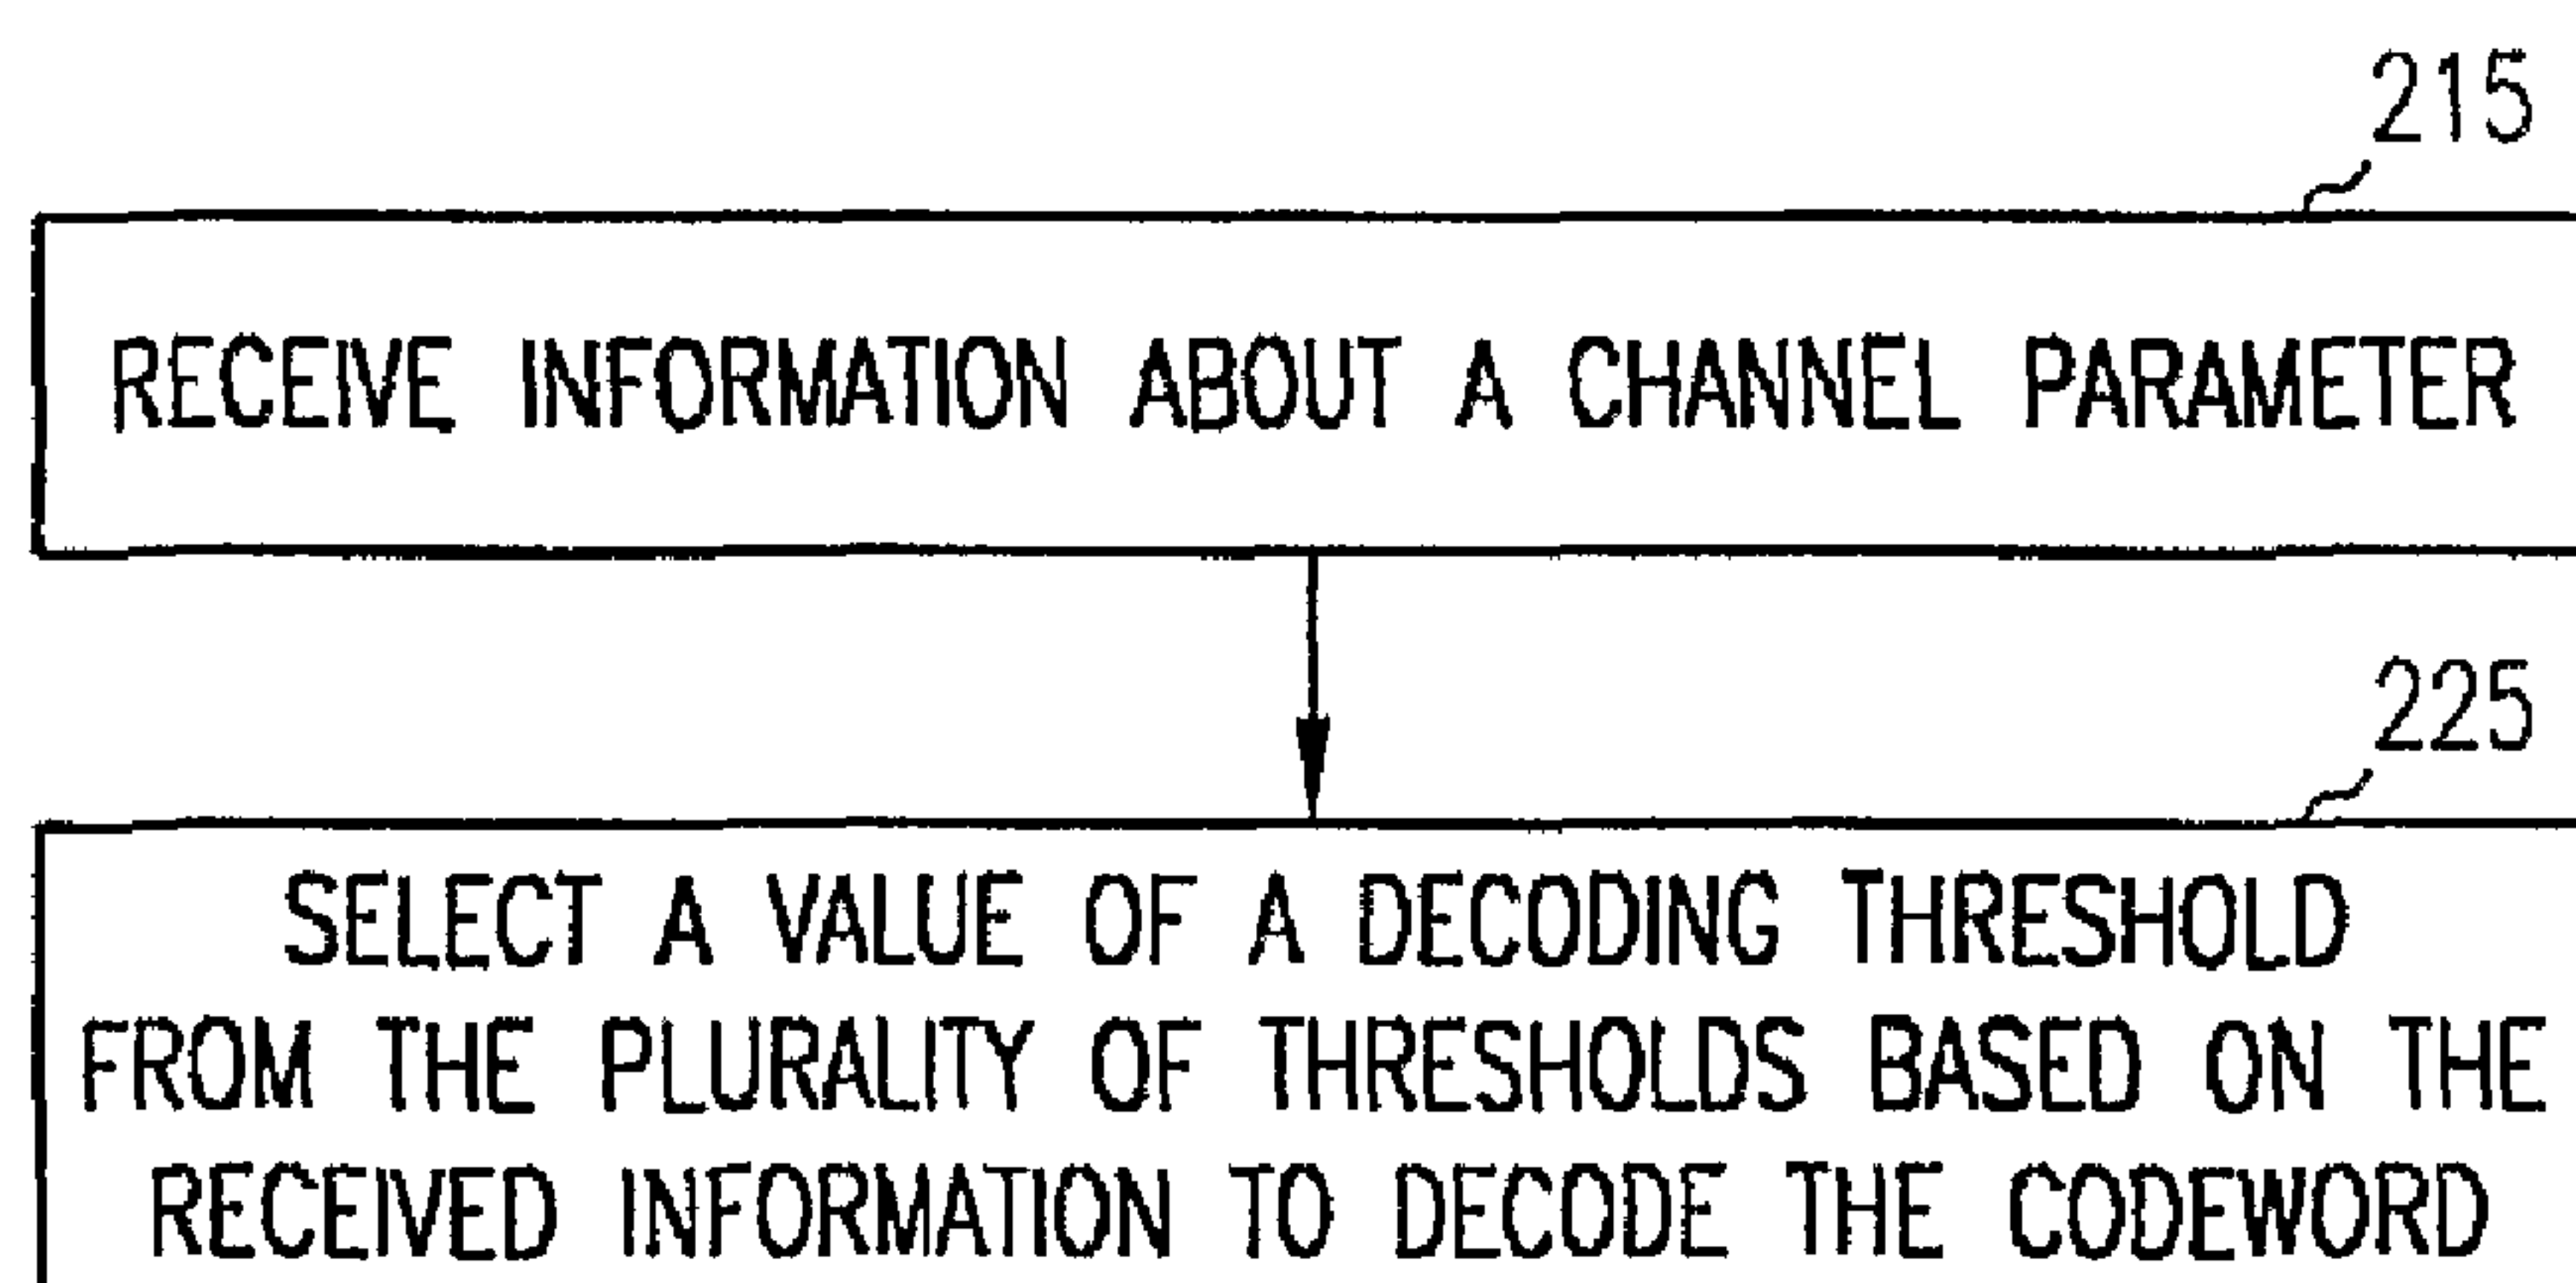 215
RECEIVE INFORMATION ABOUT A CHANNEL PARAMETER
225
SELECT A VALUE OF A DECODING THRESHOLD
FROM THE PLURALITY OF THRESHOLDS BASED ON THE
RECEIVED INFORMATION TO DECODE THE CODEWORD